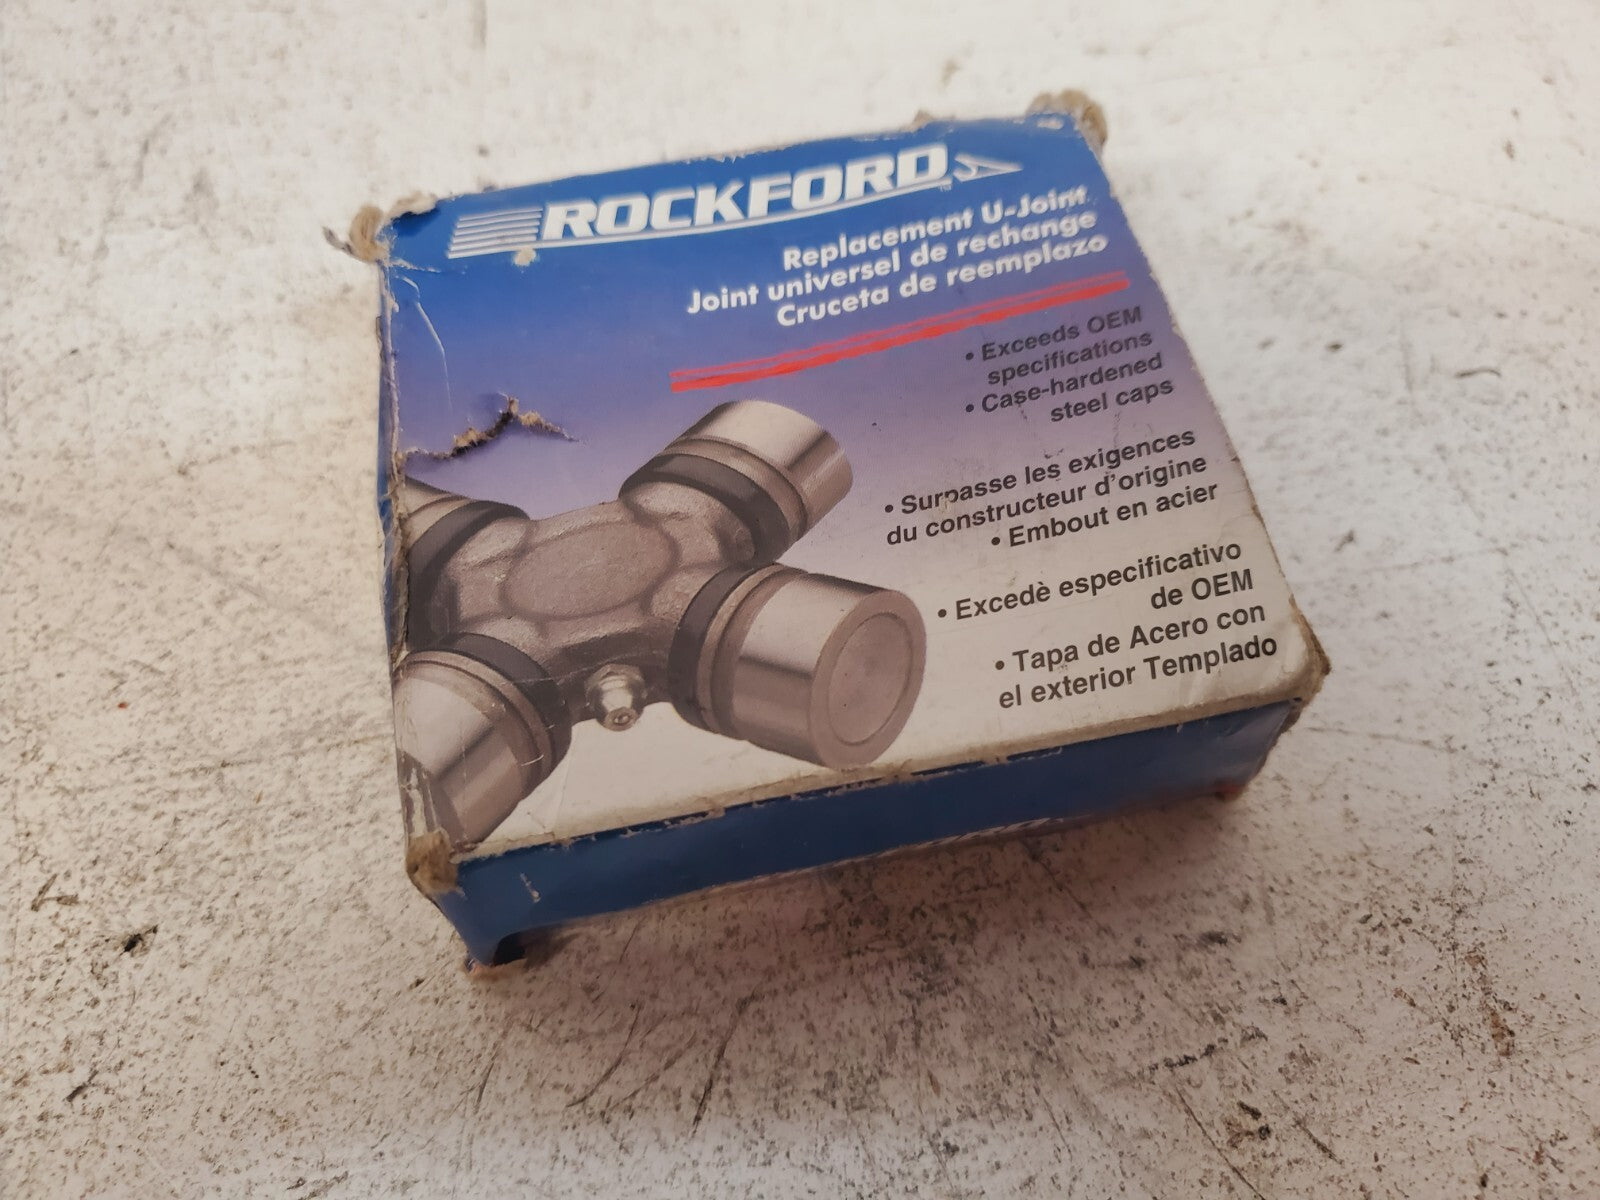 ROCKFORD
Replacement U-Joint
Joint universel de rechange
Cruceta de reemplazo
• Exceeds OEM
specifications
• Case-hardened
steel caps
• Surpasse les exigences
du constructeur d'origine
• Embout en acier
• Excedè especificativo
de OEM
• Tapa de Acero con
el exterior Templado